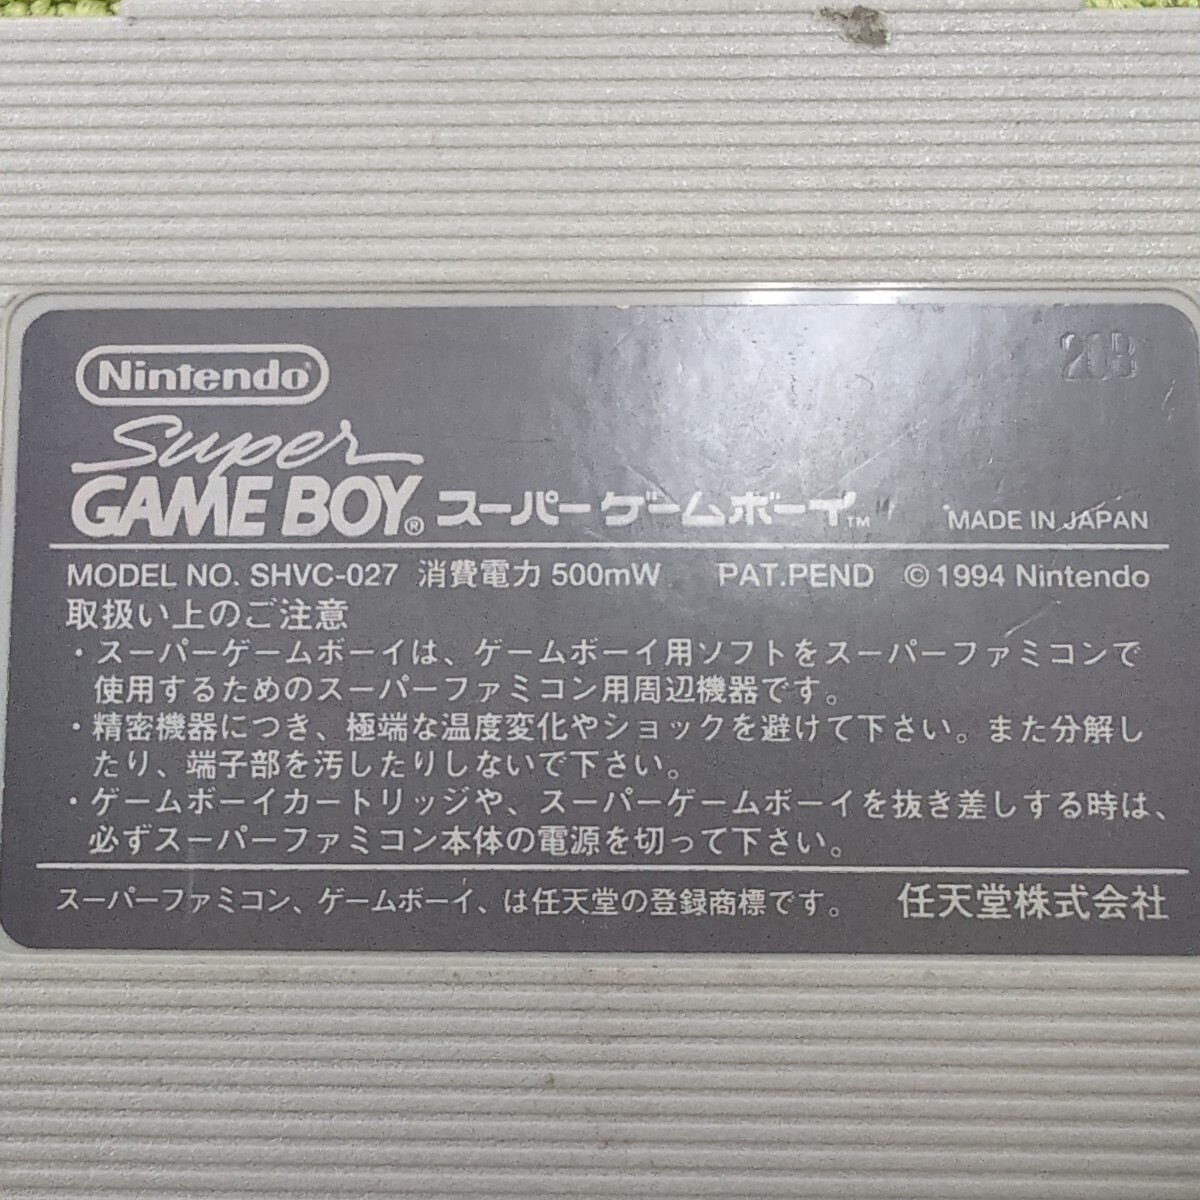 20B
Nintendo®
Super
GAME BOY® スーパーゲームボーイ™ MADE IN JAPAN
MODEL NO. SHVC-027 消費電力 500mW PAT.PEND © 1994 Nintendo
取扱い上のご注意
・スーパーゲームボーイは、ゲームボーイ用ソフトをスーパーファミコンで
使用するためのスーパーファミコン用周辺機器です。
・精密機器につき、極端な温度変化やショックを避けて下さい。また分解し
たり、端子部を汚したりしないで下さい。
・ゲームボーイカートリッジや、スーパーゲームボーイを抜き差しする時は、
必ずスーパーファミコン本体の電源を切って下さい。
スーパーファミコン、ゲームボーイ、は任天堂の登録商標です。 任天堂株式会社